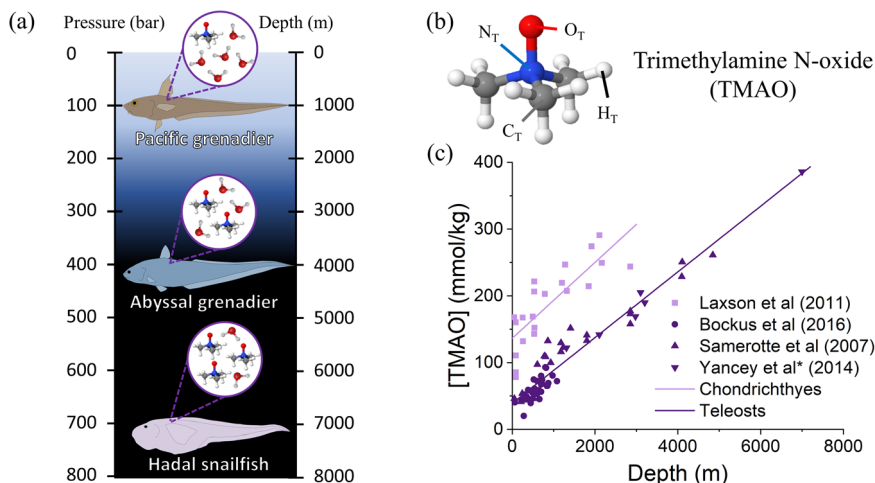 (a)
Pressure (bar)
Depth (m)
0
100
200
300
400
500
600
700
800
0
1000
2000
3000
4000
5000
6000
7000
8000
Pacific grenadier
Abyssal grenadier
Hadal snailfish
(b)
N_T
O_T
C_T
H_T
Trimethylamine N-oxide
(TMAO)
(c)
[TMAO] (mmol/kg)
400
300
200
100
0
Laxson et al (2011)
Bockus et al (2016)
Samerotte et al (2007)
Yancey et al* (2014)
Chondrichthyes
Teleosts
0 2000 4000 6000 8000
Depth (m)